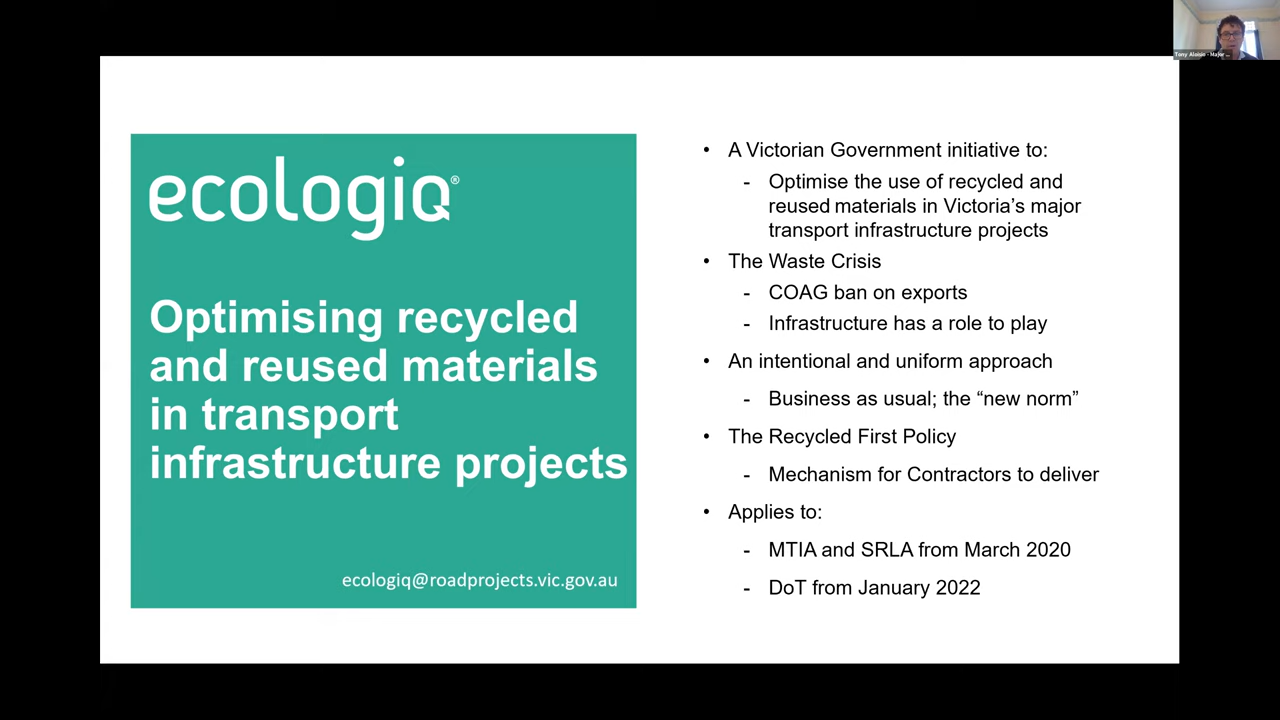 ecologiq®
Optimising recycled
and reused materials
in transport
infrastructure projects
ecologiq@roadprojects.vic.gov.au
• A Victorian Government initiative to:
- Optimise the use of recycled and
reused materials in Victoria's major
transport infrastructure projects
• The Waste Crisis
- COAG ban on exports
- Infrastructure has a role to play
• An intentional and uniform approach
- Business as usual; the “new norm”
• The Recycled First Policy
- Mechanism for Contractors to deliver
• Applies to:
- MTIA and SRLA from March 2020
- DoT from January 2022
Tony Aloisio - Major ...